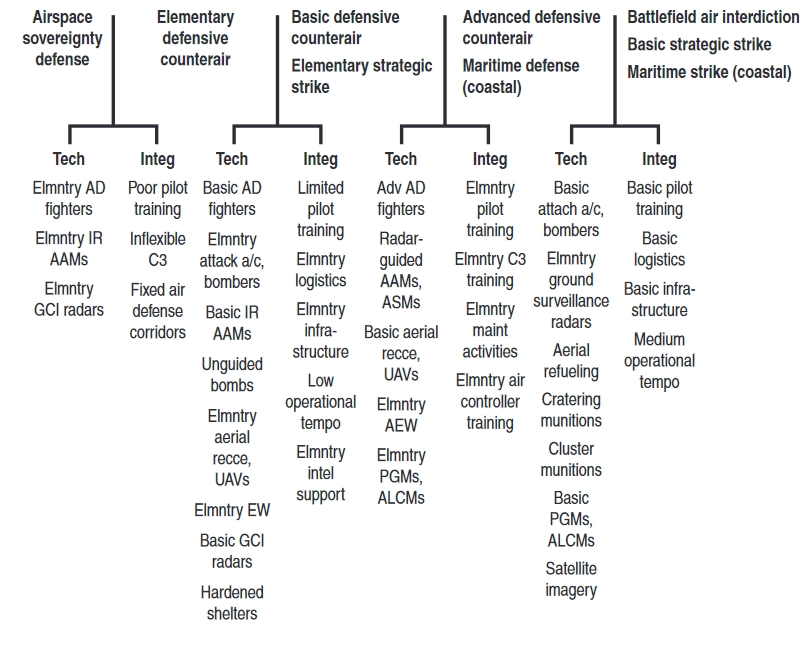 Airspace
sovereignty
defense
Elementary
defensive
counterair
Basic defensive
counterair
Elementary strategic
strike
Advanced defensive
counterair
Maritime defense
(coastal)
Battlefield air interdiction
Basic strategic strike
Maritime strike (coastal)
Tech
Elmntry AD
fighters
Elmntry IR
AAMs
Elmntry
GCI radars
Integ
Poor pilot
training
Inflexible
C3
Fixed air
defense
corridors
Tech
Basic AD
fighters
Elmntry
attack a/c,
bombers
Basic IR
AAMs
Unguided
bombs
Elmntry
aerial
recce,
UAVs
Elmntry EW
Basic GCI
radars
Hardened
shelters
Integ
Limited
pilot
training
Elmntry
logistics
Elmntry
infra-
structure
Low
operational
tempo
Elmntry
intel
support
Tech
Adv AD
fighters
Radar-
guided
AAMs,
ASMs
Basic aerial
recce,
UAVs
Elmntry
AEW
Elmntry
PGMs,
ALCMs
Integ
Elmntry
pilot
training
Elmntry C3
training
Elmntry
maint
activities
Elmntry air
controller
training
Tech
Basic
attach a/c,
bombers
Elmntry
ground
surveillance
radars
Aerial
refueling
Cratering
munitions
Cluster
munitions
Basic
PGMs,
ALCMs
Satellite
imagery
Integ
Basic pilot
training
Basic
logistics
Basic infra-
structure
Medium
operational
tempo